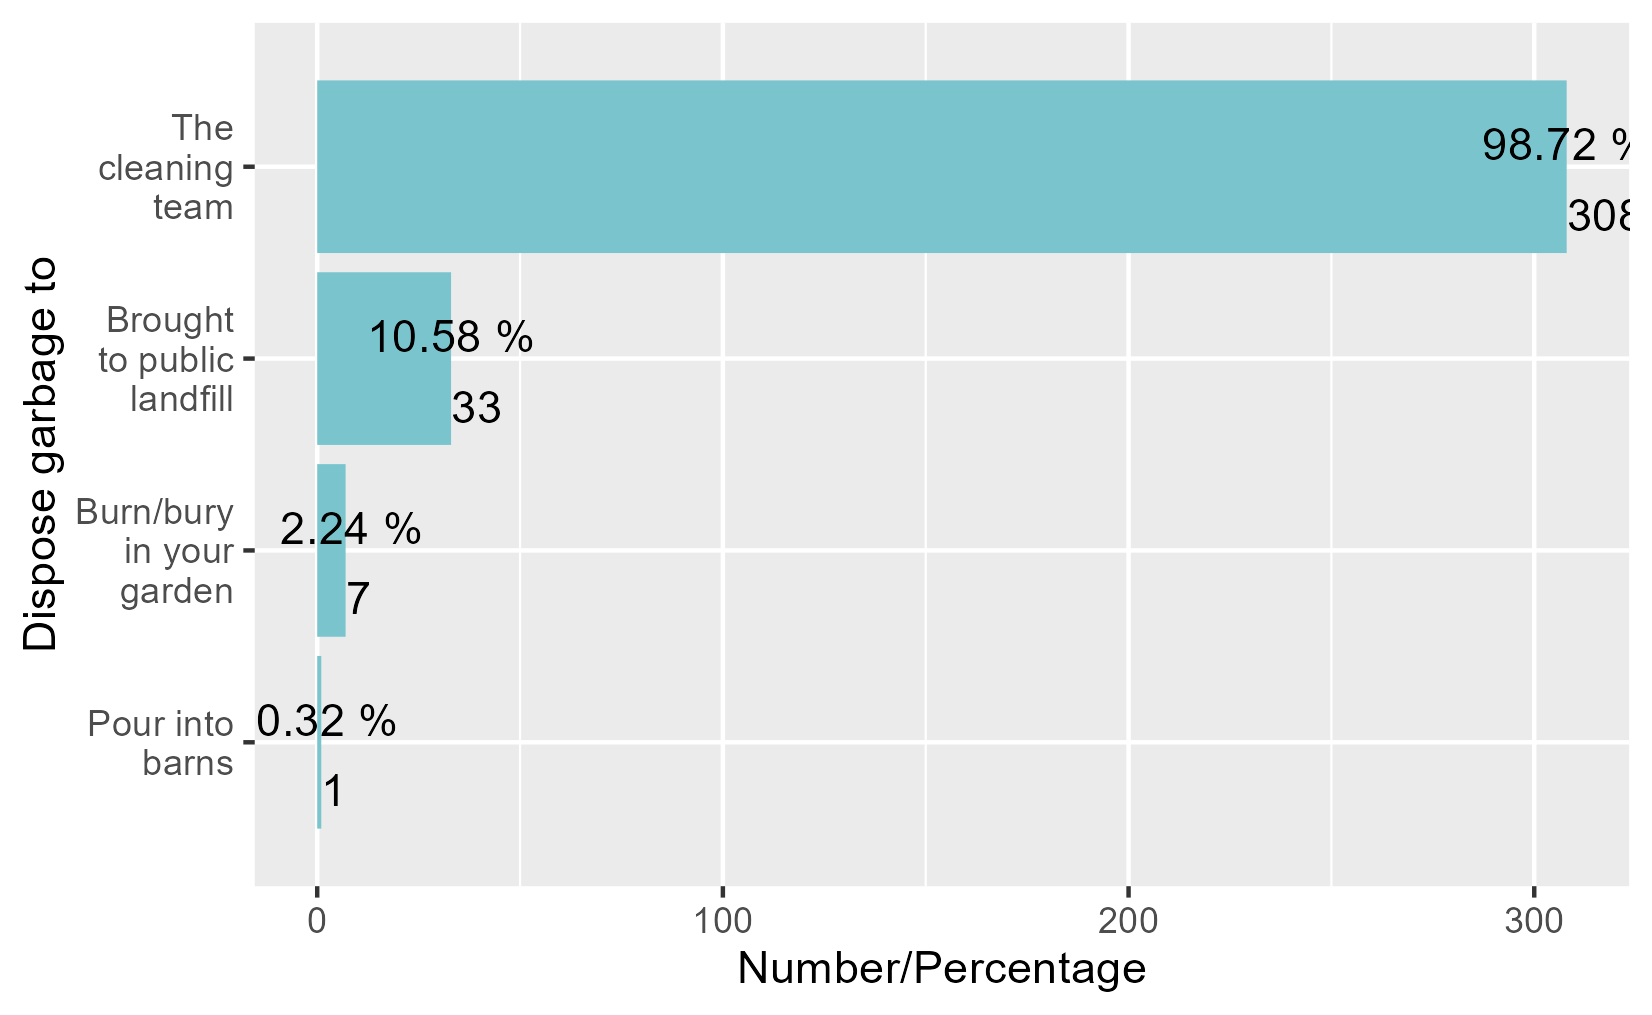 The
cleaning
team
98.72 %
308
Brought
to public
landfill
10.58 %
33
Burn/bury
in your
garden
2.24 %
7
Pour into
barns
0.32 %
1
Dispose garbage to
0 100 200 300
Number/Percentage